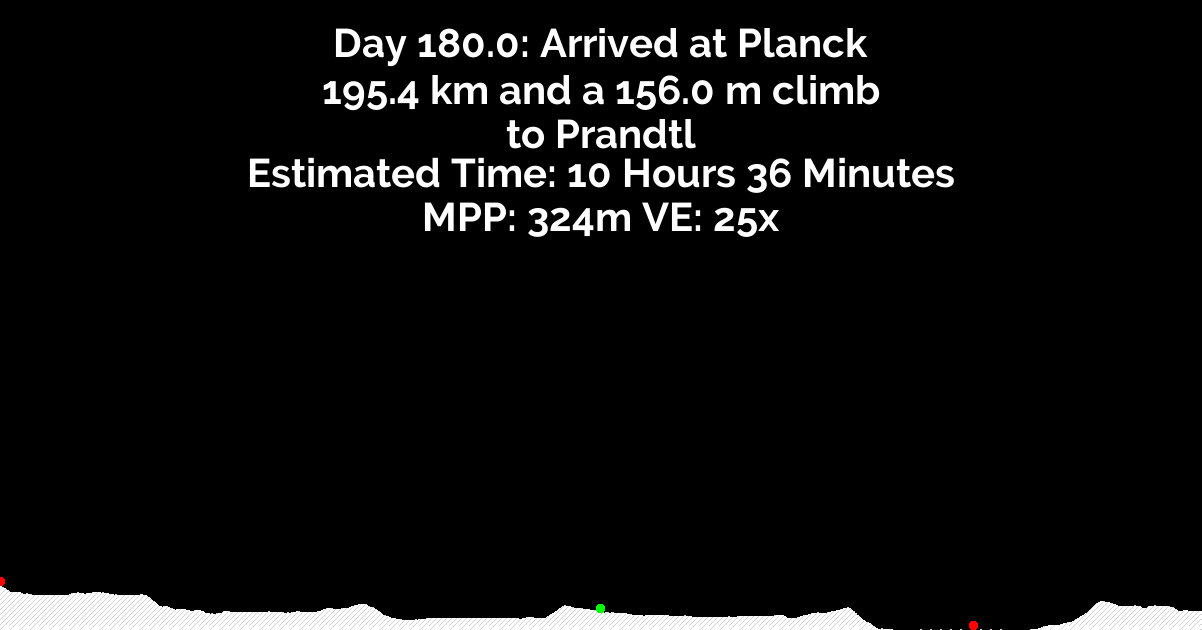 Day 180.0: Arrived at Planck
195.4 km and a 156.0 m climb
to Prandtl
Estimated Time: 10 Hours 36 Minutes
MPP: 324m VE: 25x